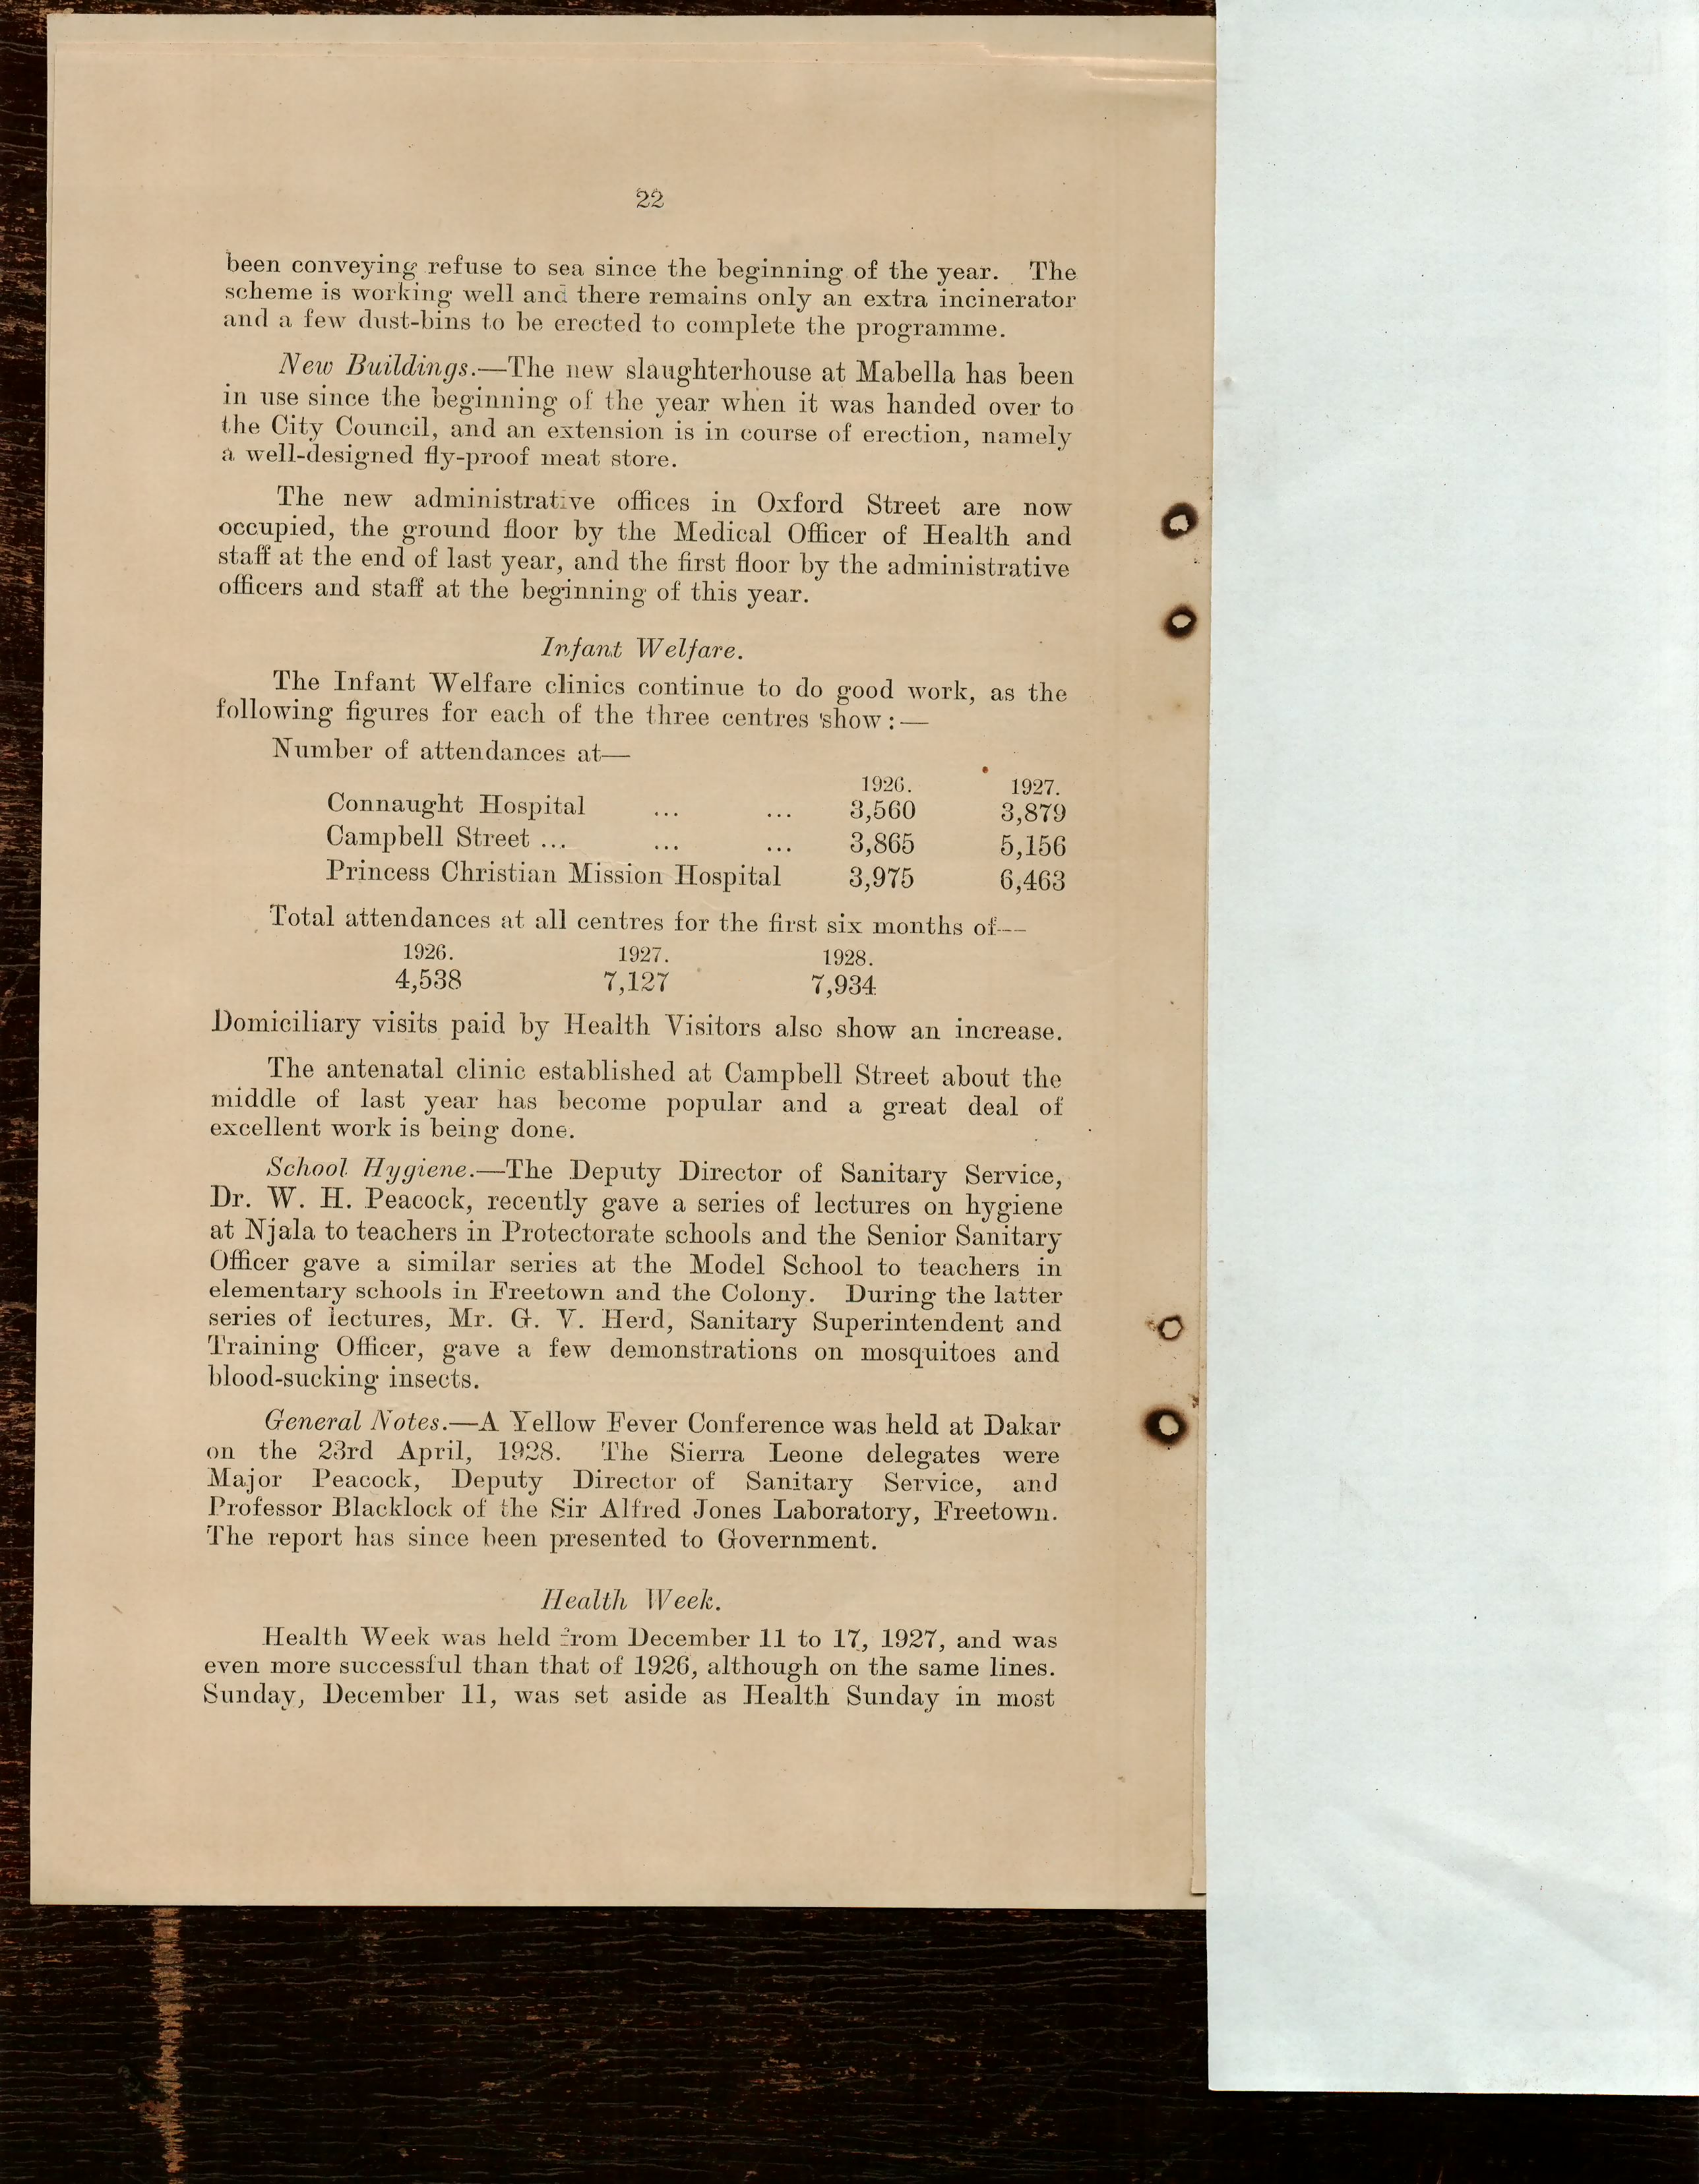 22
been conveying refuse to sea since the beginning of the year. The
scheme is working well and there remains only an extra incinerator
and a few dust-bins to be erected to complete the programme.
New Buildings.—The new slaughterhouse at Mabella has been
in use since the beginning of the year when it was handed over to
the City Council, and an extension is in course of erection, namely
a well-designed fly-proof meat store.
The new administrative offices in Oxford Street are now
occupied, the ground floor by the Medical Officer of Health and
staff at the end of last year, and the first floor by the administrative
officers and staff at the beginning of this year.
Infant Welfare.
The Infant Welfare clinics continue to do good work, as the
following figures for each of the three centres show:—
Number of attendances at—
1926. 1927.
Connaught Hospital ... ... 3,560 3,879
Campbell Street ... ... ... 3,865 5,156
Princess Christian Mission Hospital 3,975 6,463
Total attendances at all centres for the first six months of—
1926. 1927. 1928.
4,538 7,127 7,934
Domiciliary visits paid by Health Visitors also show an increase.
The antenatal clinic established at Campbell Street about the
middle of last year has become popular and a great deal of
excellent work is being done.
School Hygiene.—The Deputy Director of Sanitary Service,
Dr. W. H. Peacock, recently gave a series of lectures on hygiene
at Njala to teachers in Protectorate schools and the Senior Sanitary
Officer gave a similar series at the Model School to teachers in
elementary schools in Freetown and the Colony. During the latter
series of lectures, Mr. G. V. Herd, Sanitary Superintendent and
Training Officer, gave a few demonstrations on mosquitoes and
blood-sucking insects.
General Notes.—A Yellow Fever Conference was held at Dakar
on the 23rd April, 1928. The Sierra Leone delegates were
Major Peacock, Deputy Director of Sanitary Service, and
Professor Blacklock of the Sir Alfred Jones Laboratory, Freetown.
The report has since been presented to Government.
Health Week.
Health Week was held from December 11 to 17, 1927, and was
even more successful than that of 1926, although on the same lines.
Sunday, December 11, was set aside as Health Sunday in most